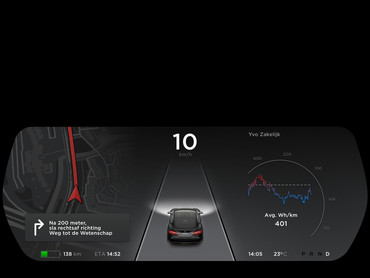 10
km/h
Yvo Zakelijk
Avg. Wh/km
401
Na 200 meter,
sla rechtsaf richting
Weg tot de Wetenschap
138 km
ETA 14:52
14:05
23°C
P R N D